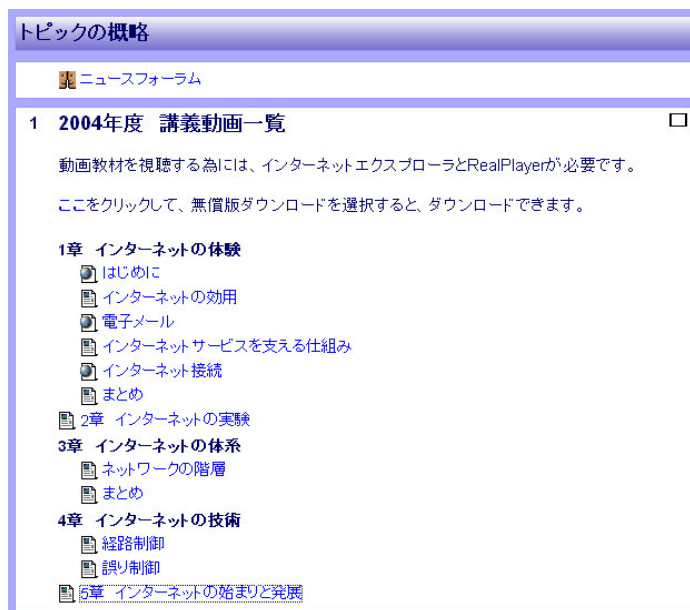 トピックの概略
ニュースフォーラム
1 2004年度 講義動画一覧
動画教材を視聴する為には、インターネットエクスプローラとRealPlayerが必要です。
ここをクリックして、無償版ダウンロードを選択すると、ダウンロードできます。
1章 インターネットの体験
はじめに
インターネットの効用
電子メール
インターネットサービスを支える仕組み
インターネット接続
まとめ
2章 インターネットの実験
3章 インターネットの体系
ネットワークの階層
まとめ
4章 インターネットの技術
経路制御
誤り制御
5章 インターネットの始まりと発展